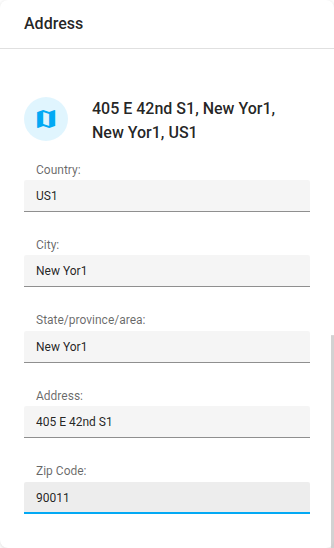 Address
405 E 42nd S1, New Yor1,
New Yor1, US1
Country:
US1
City:
New Yor1
State/province/area:
New Yor1
Address:
405 E 42nd S1
Zip Code:
90011